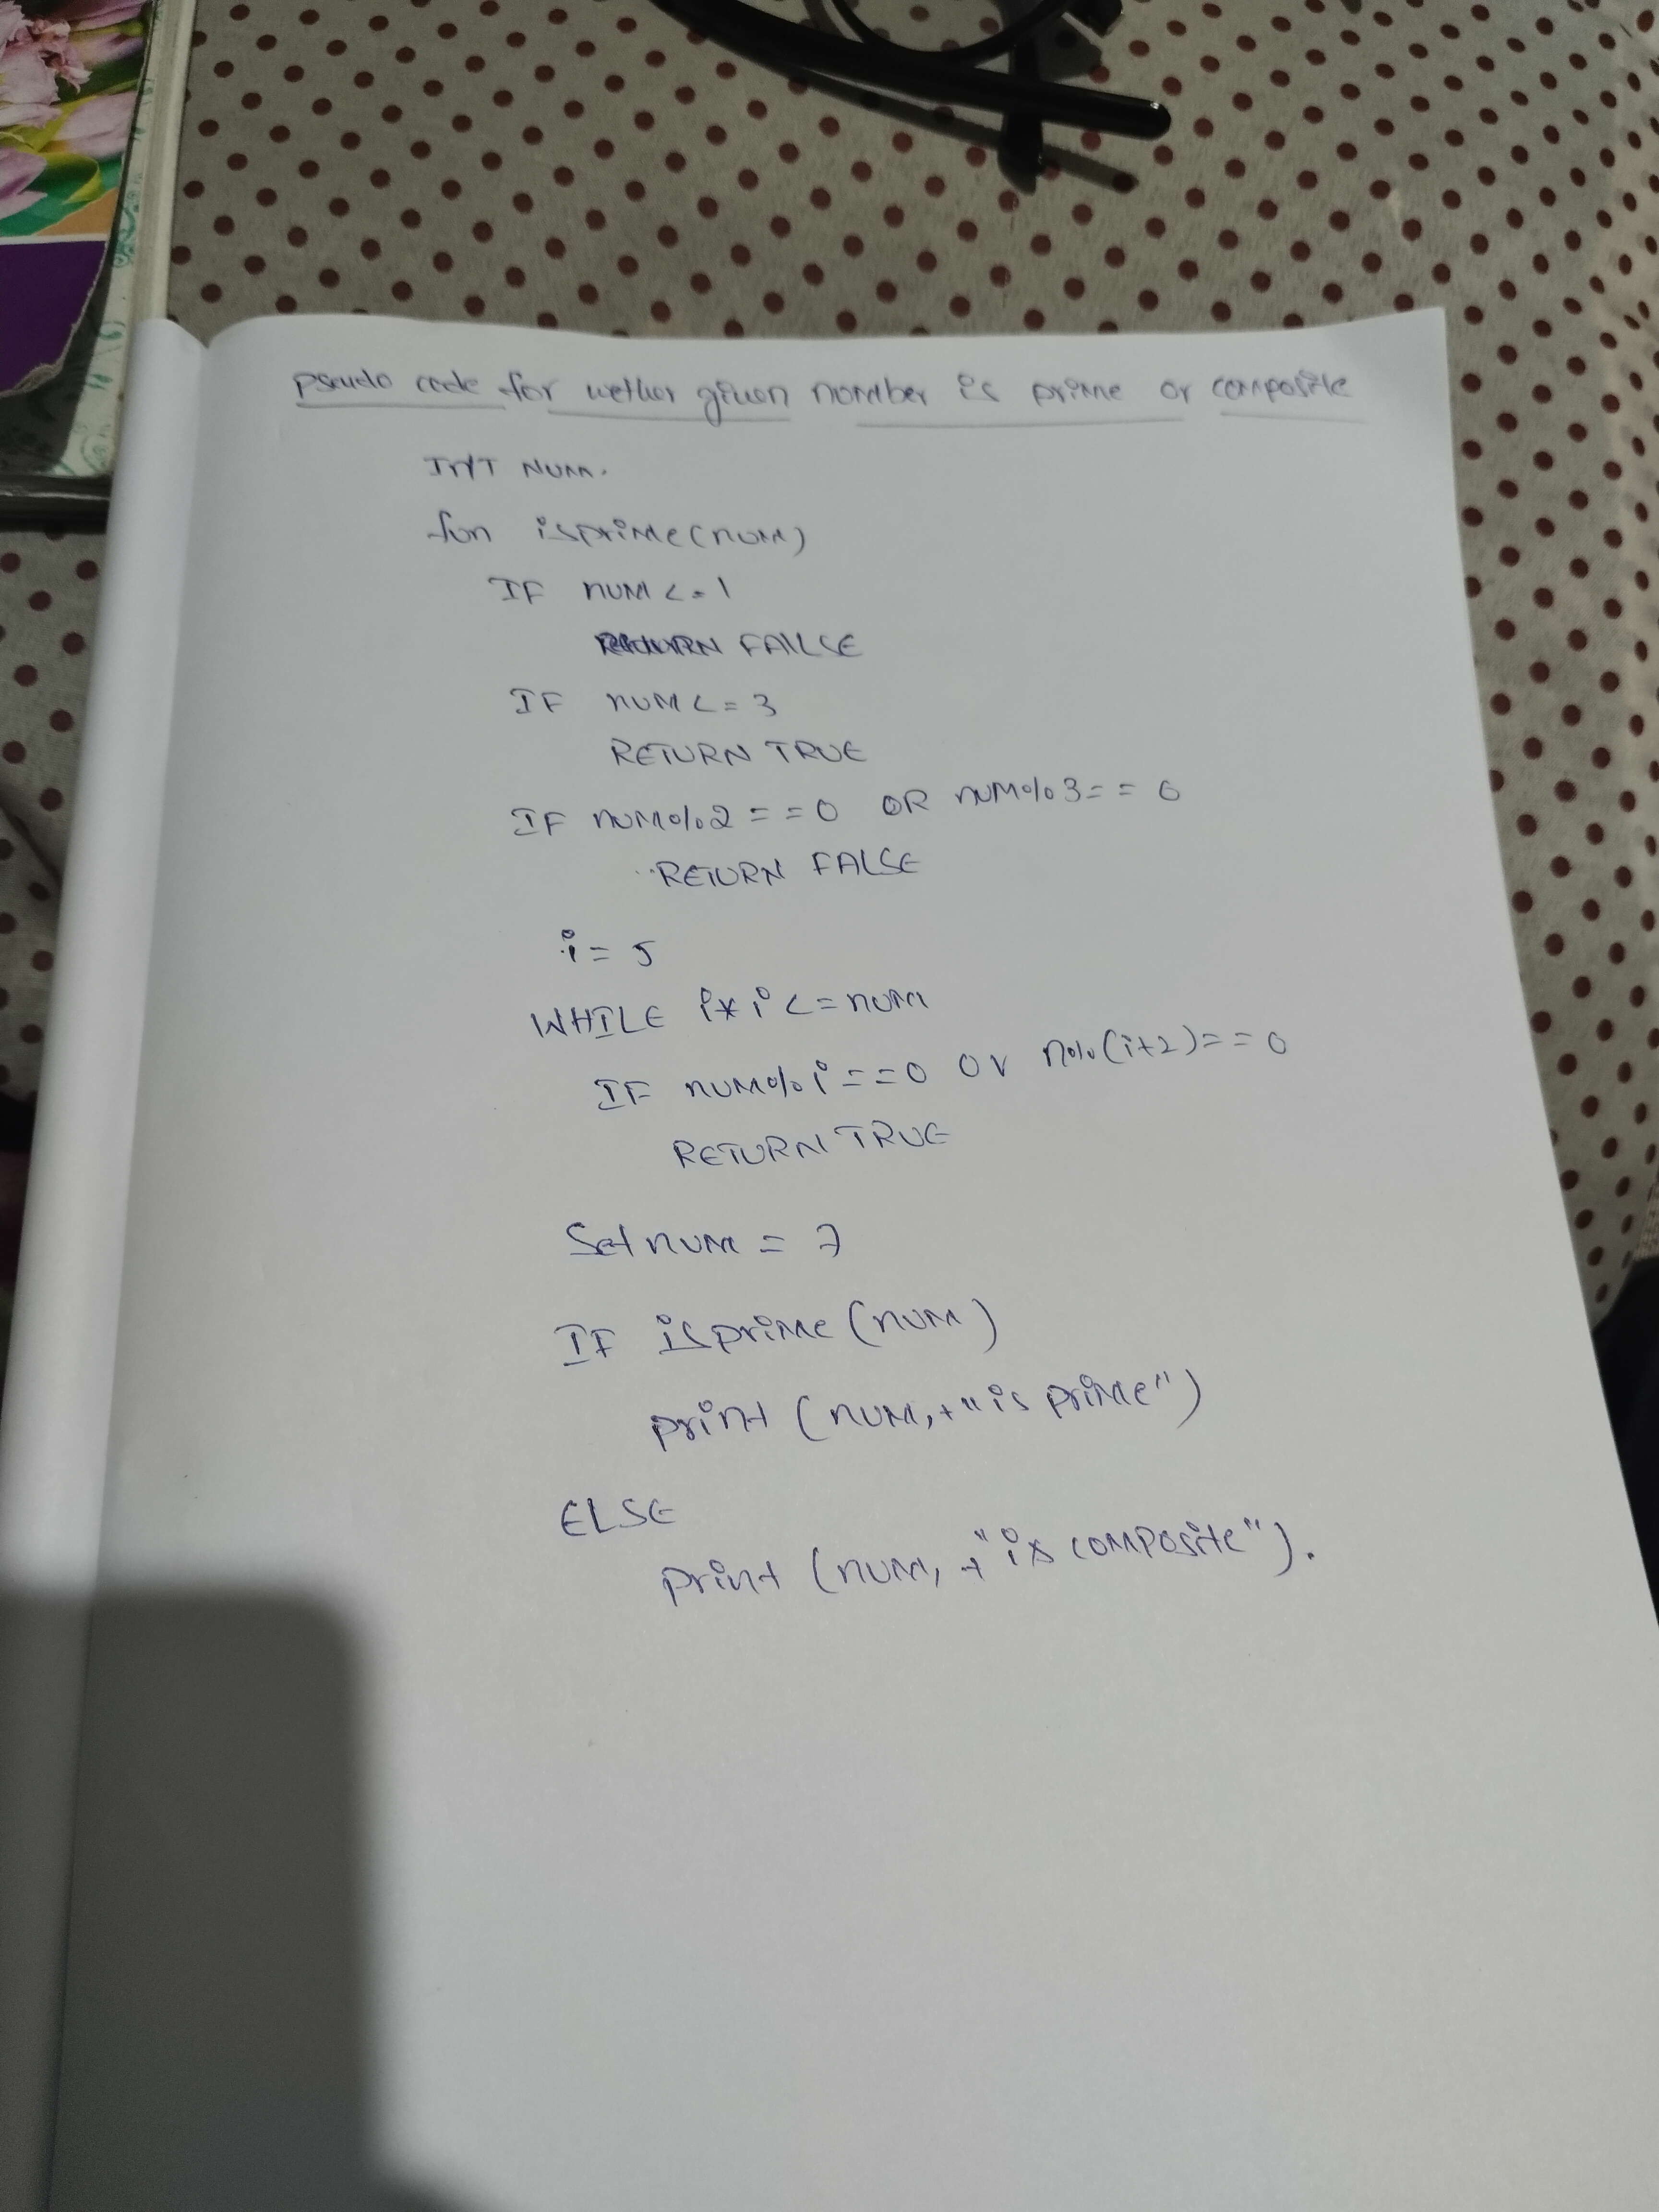 pseudo code for wether given number is prime or composite
INT NUM.
fun isprime(num)
IF num <= 1
RETURN FAILSE
IF num <= 3
RETURN TRUE
IF num%2 == 0 OR num%3 == 0
RETURN FALSE
i = 5
WHILE i*i <= num
IF num%i == 0 or n%(i+2) == 0
RETURN TRUE
Set num = 7
IF isprime(num)
print (num,+"is prime")
ELSE
print (num,+"is composite").